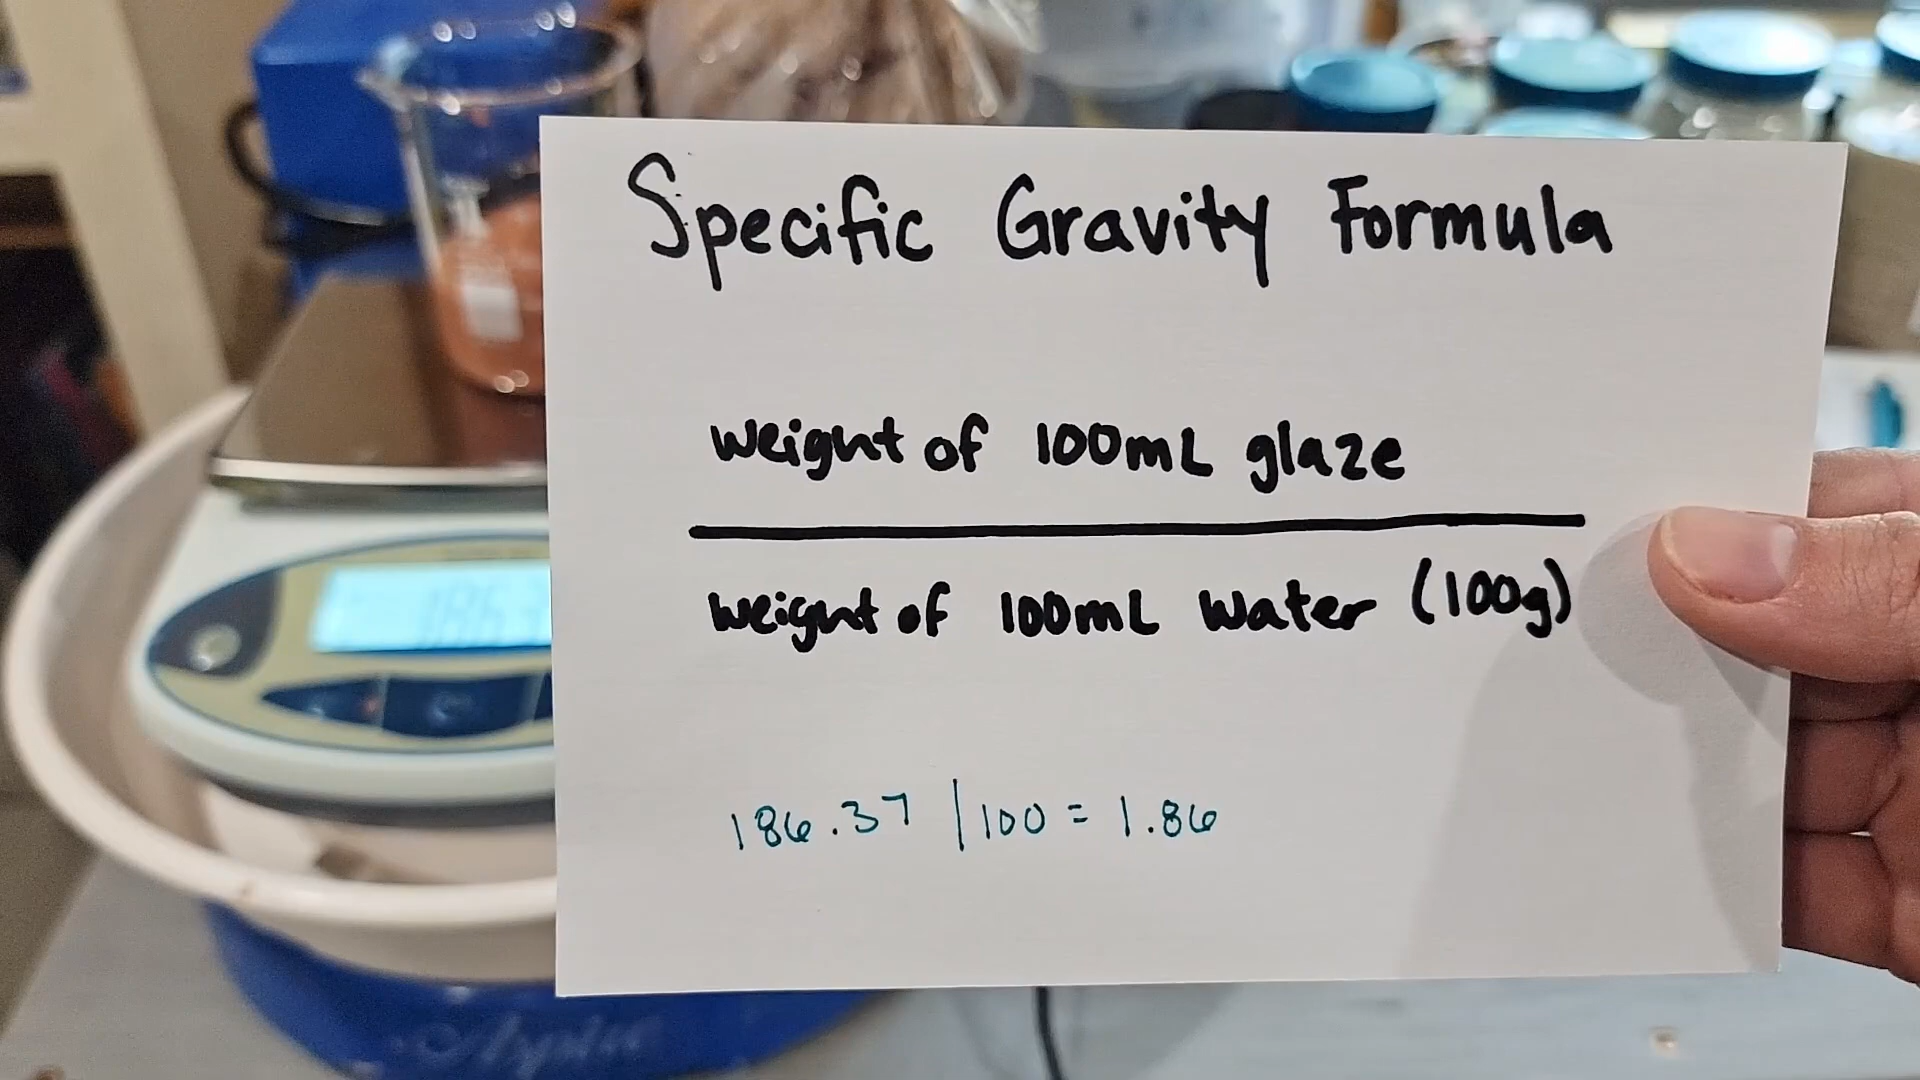 Specific Gravity Formula
weight of 100mL glaze
weight of 100mL water (100g)
186.37 / 100 = 1.86